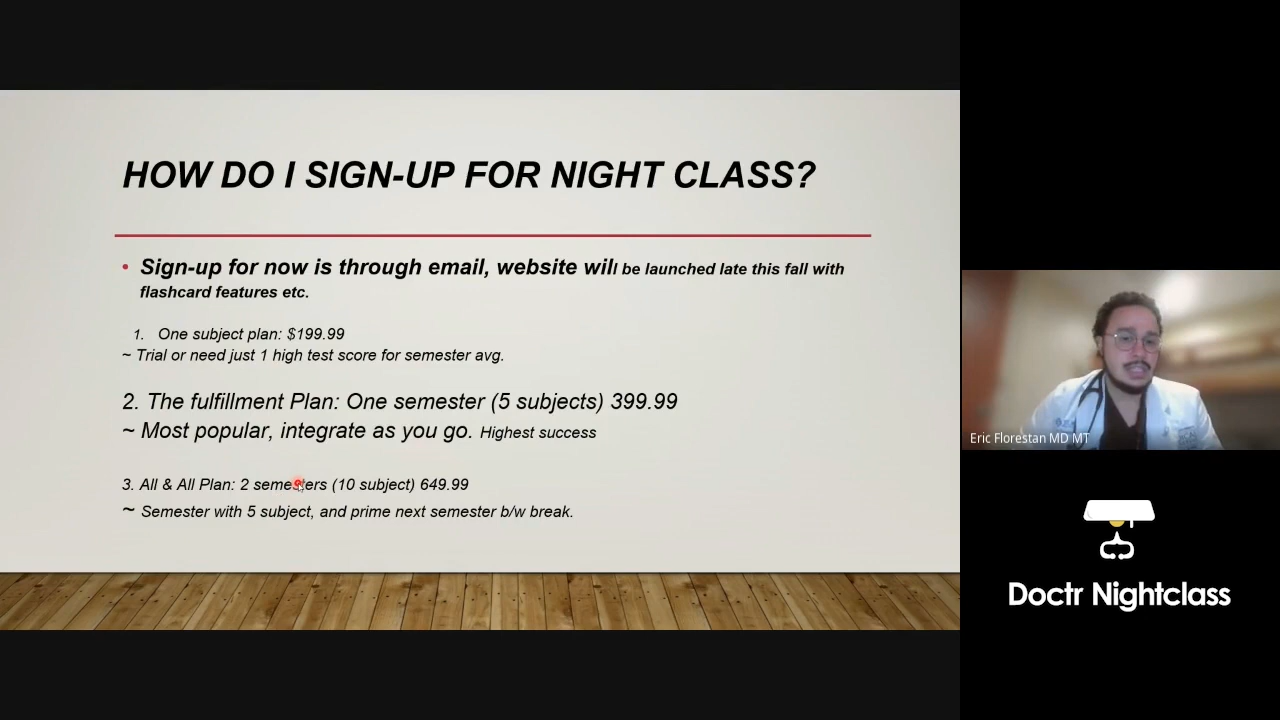 HOW DO I SIGN-UP FOR NIGHT CLASS?
• Sign-up for now is through email, website will be launched late this fall with
flashcard features etc.
1. One subject plan: $199.99
~ Trial or need just 1 high test score for semester avg.
2. The fulfillment Plan: One semester (5 subjects) 399.99
~ Most popular, integrate as you go. Highest success
3. All & All Plan: 2 semesters (10 subject) 649.99
~ Semester with 5 subject, and prime next semester b/w break.
Eric Florestan MD MT
Doctr Nightclass